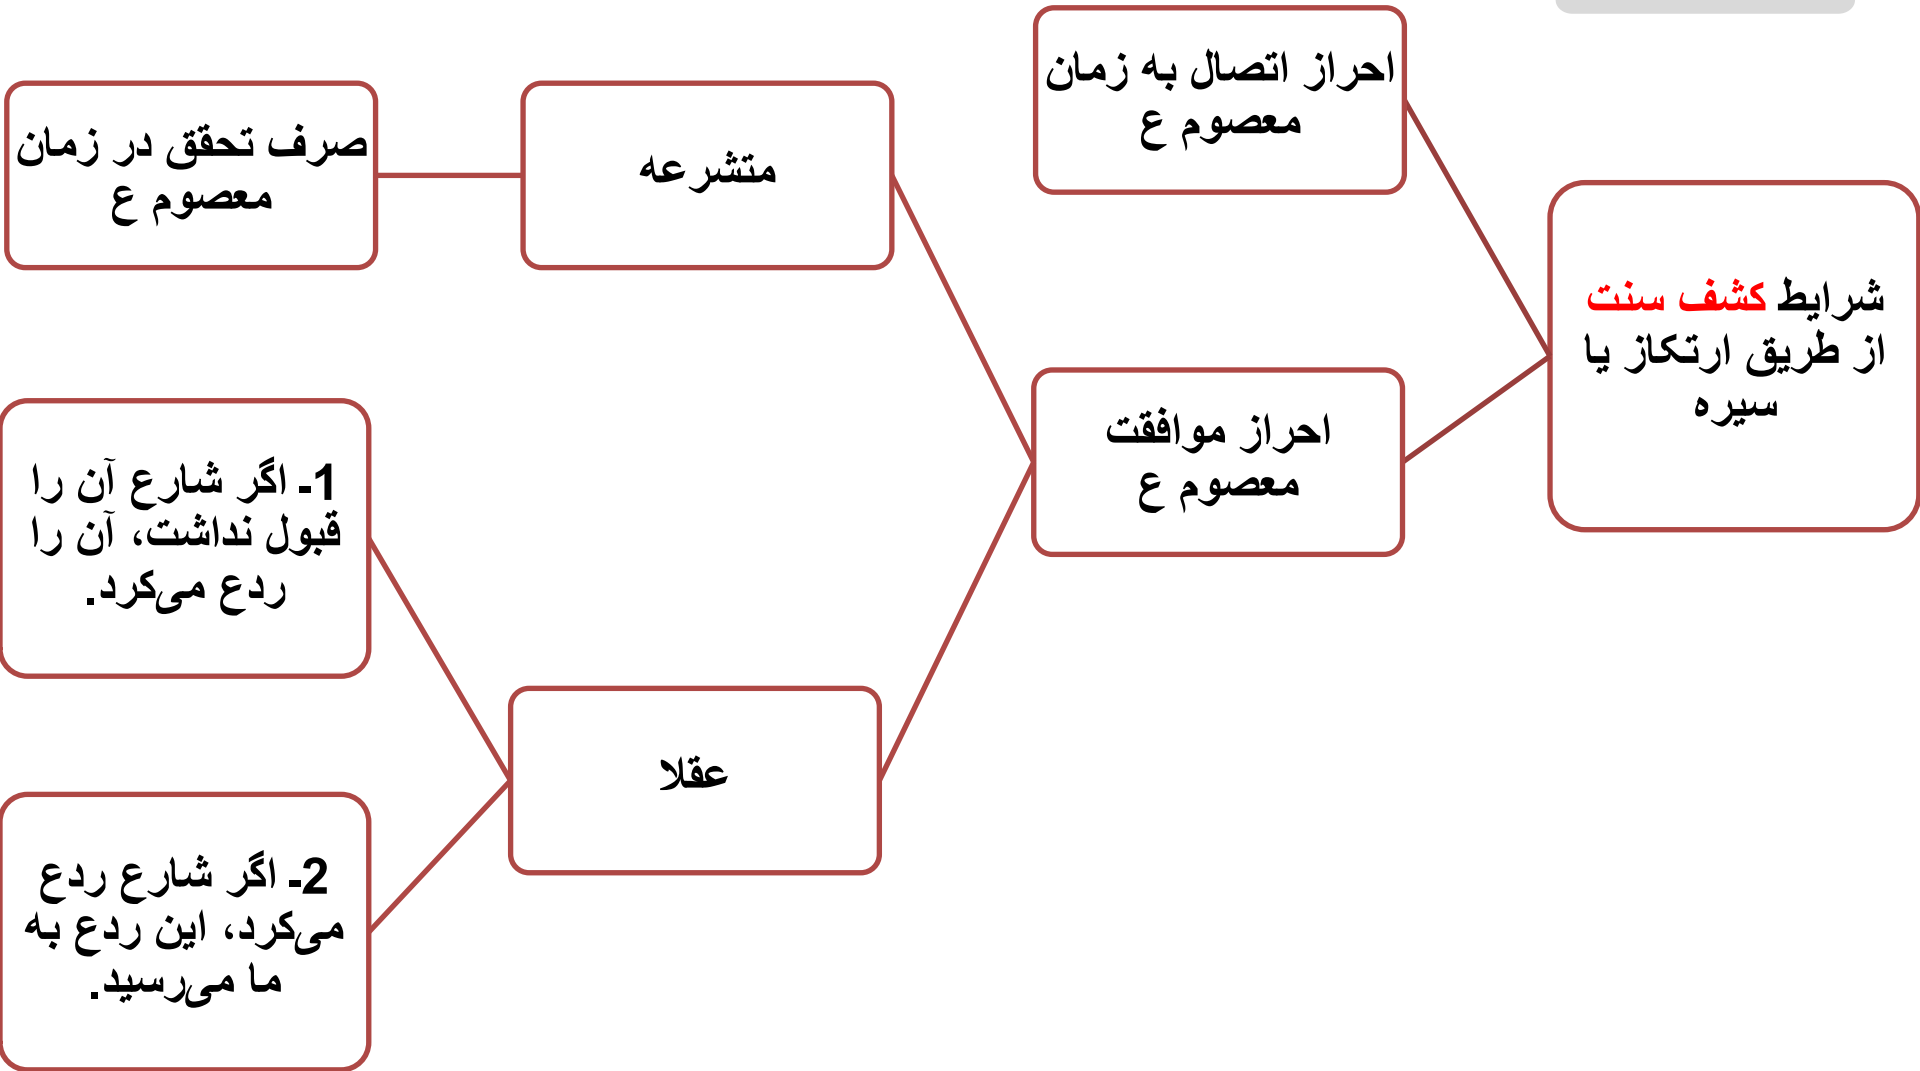 شرایط کشف سنت
از طریق ارتکاز یا
سیره
احراز اتصال به زمان
معصوم ع
احراز موافقت
معصوم ع
متشرعه
صرف تحقق در زمان
معصوم ع
عقلا
1- اگر شارع آن را
قبول نداشت، آن را
ردع می‌کرد.
2- اگر شارع ردع
می‌کرد، این ردع به
ما می‌رسید.